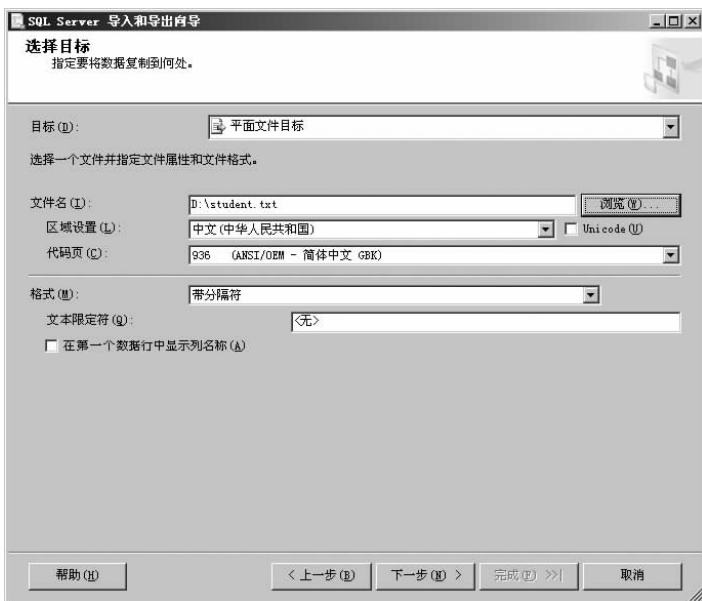 SQL Server 导入和导出向导
选择目标
指定要将数据复制到何处。
目标(D): 平面文件目标
选择一个文件并指定文件属性和文件格式。
文件名(I): D:\student.txt 浏览(W)...
区域设置(L): 中文(中华人民共和国) Unicode(U)
代码页(C): 936 (ANSI/OEM - 简体中文 GBK)
格式(M): 带分隔符
文本限定符(Q): <无>
在第一个数据行中显示列名称(A)
帮助(H) < 上一步(B) 下一步(N) > 完成(F) >>| 取消